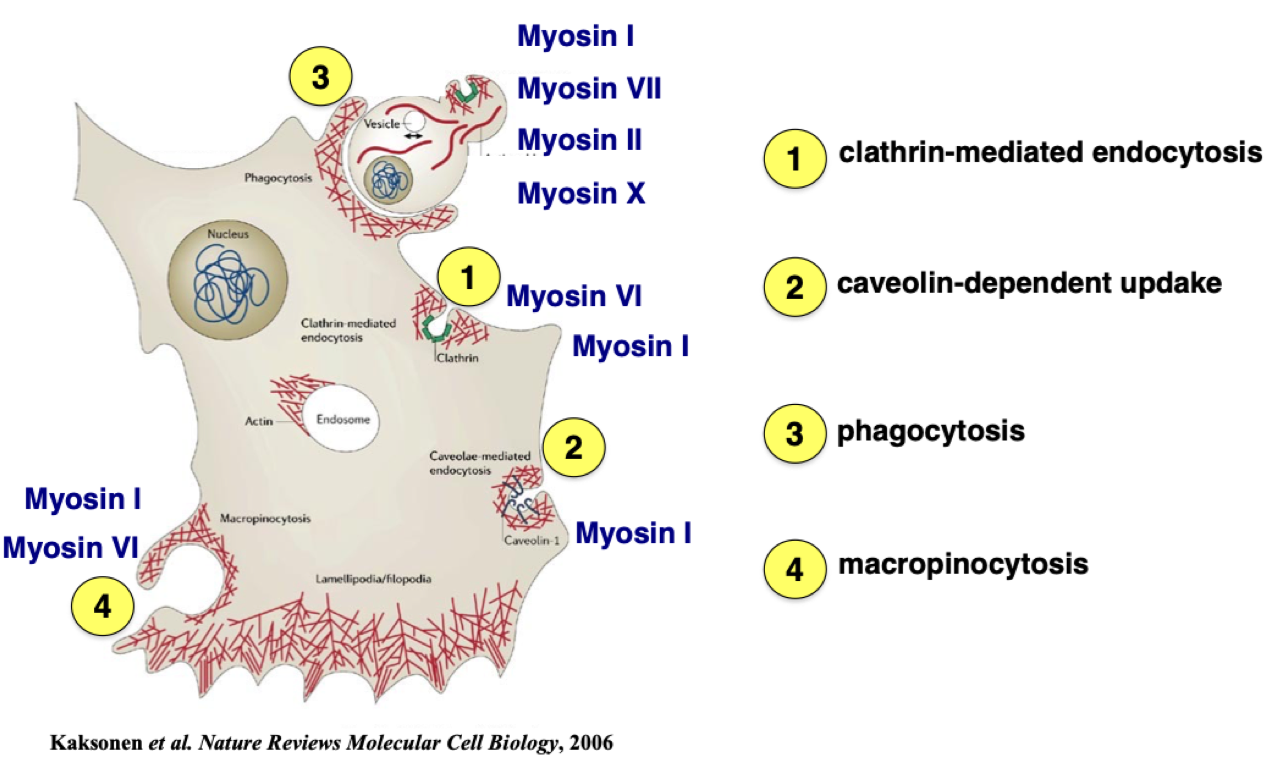 Myosin I
3
Myosin VII
Vesicle
Myosin II
1
clathrin-mediated endocytosis
Phagocytosis
Myosin X
Nucleus
1
Myosin VI
2
caveolin-dependent updake
Clathrin-mediated
endocytosis
Clathrin
Myosin I
Actin
Endosome
2
3
phagocytosis
Caveolae-mediated
endocytosis
Myosin I
Macropinocytosis
Myosin VI
Caveolin-1
Myosin I
4
macropinocytosis
Lamellipodia/filopodia
4
Kaksonen et al. Nature Reviews Molecular Cell Biology, 2006